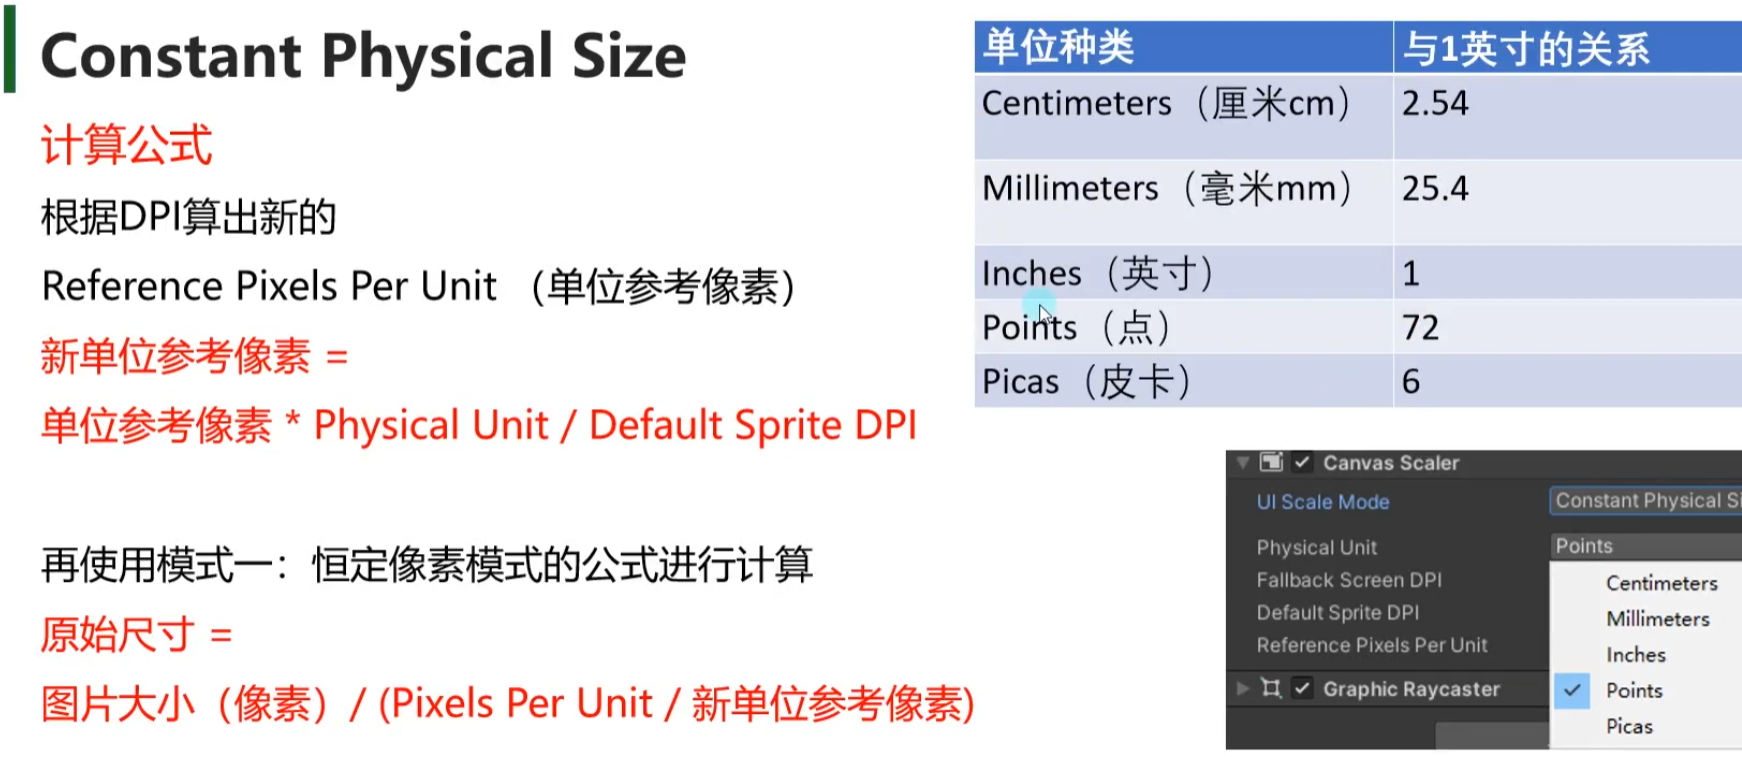 Constant Physical Size
计算公式
根据DPI算出新的
Reference Pixels Per Unit （单位参考像素）
新单位参考像素 =
单位参考像素 * Physical Unit / Default Sprite DPI
再使用模式一：恒定像素模式的公式进行计算
原始尺寸 =
图片大小（像素）/ (Pixels Per Unit / 新单位参考像素)
单位种类 与1英寸的关系
Centimeters（厘米cm） 2.54
Millimeters（毫米mm） 25.4
Inches（英寸） 1
Points（点） 72
Picas（皮卡） 6
Canvas Scaler
UI Scale Mode Constant Physical Si
Physical Unit Points
Fallback Screen DPI
Default Sprite DPI
Reference Pixels Per Unit
Graphic Raycaster
Centimeters
Millimeters
Inches
Points
Picas